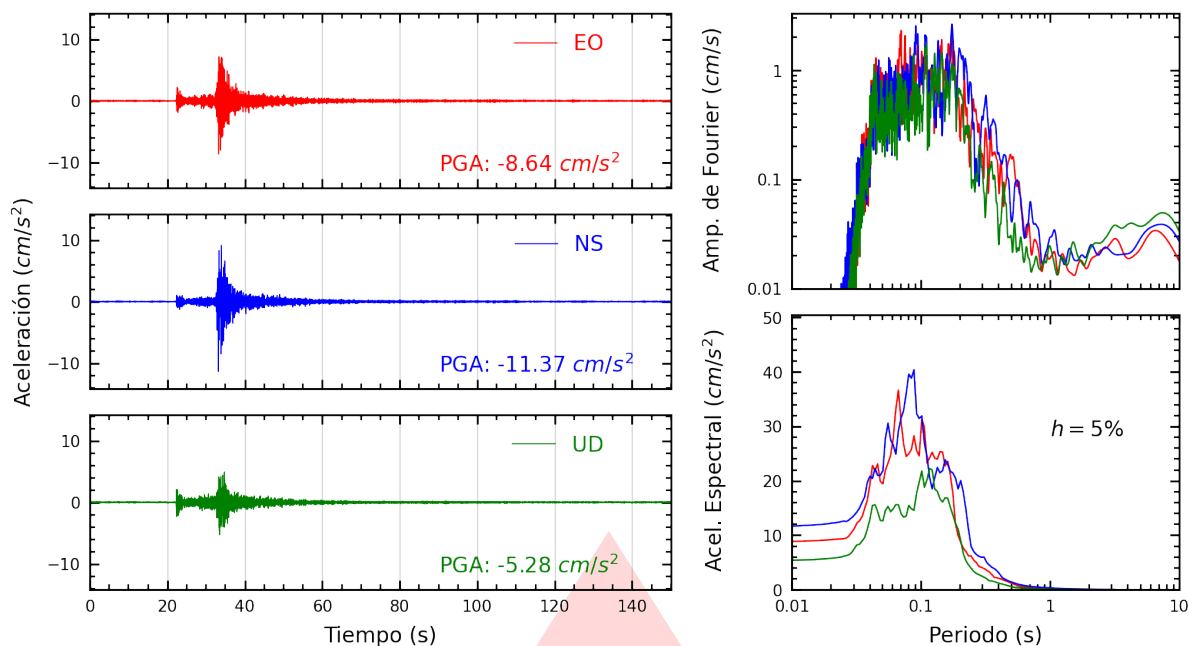 Aceleración (cm/s²)
10
0
−10
EO
PGA: -8.64 cm/s²
10
0
−10
NS
PGA: -11.37 cm/s²
10
0
−10
UD
PGA: -5.28 cm/s²
0 20 40 60 80 100 120 140
Tiempo (s)
Amp. de Fourier (cm/s)
1
0.1
0.01
Acel. Espectral (cm/s²)
50
40
30
20
10
0
h = 5%
0.01 0.1 1 10
Periodo (s)